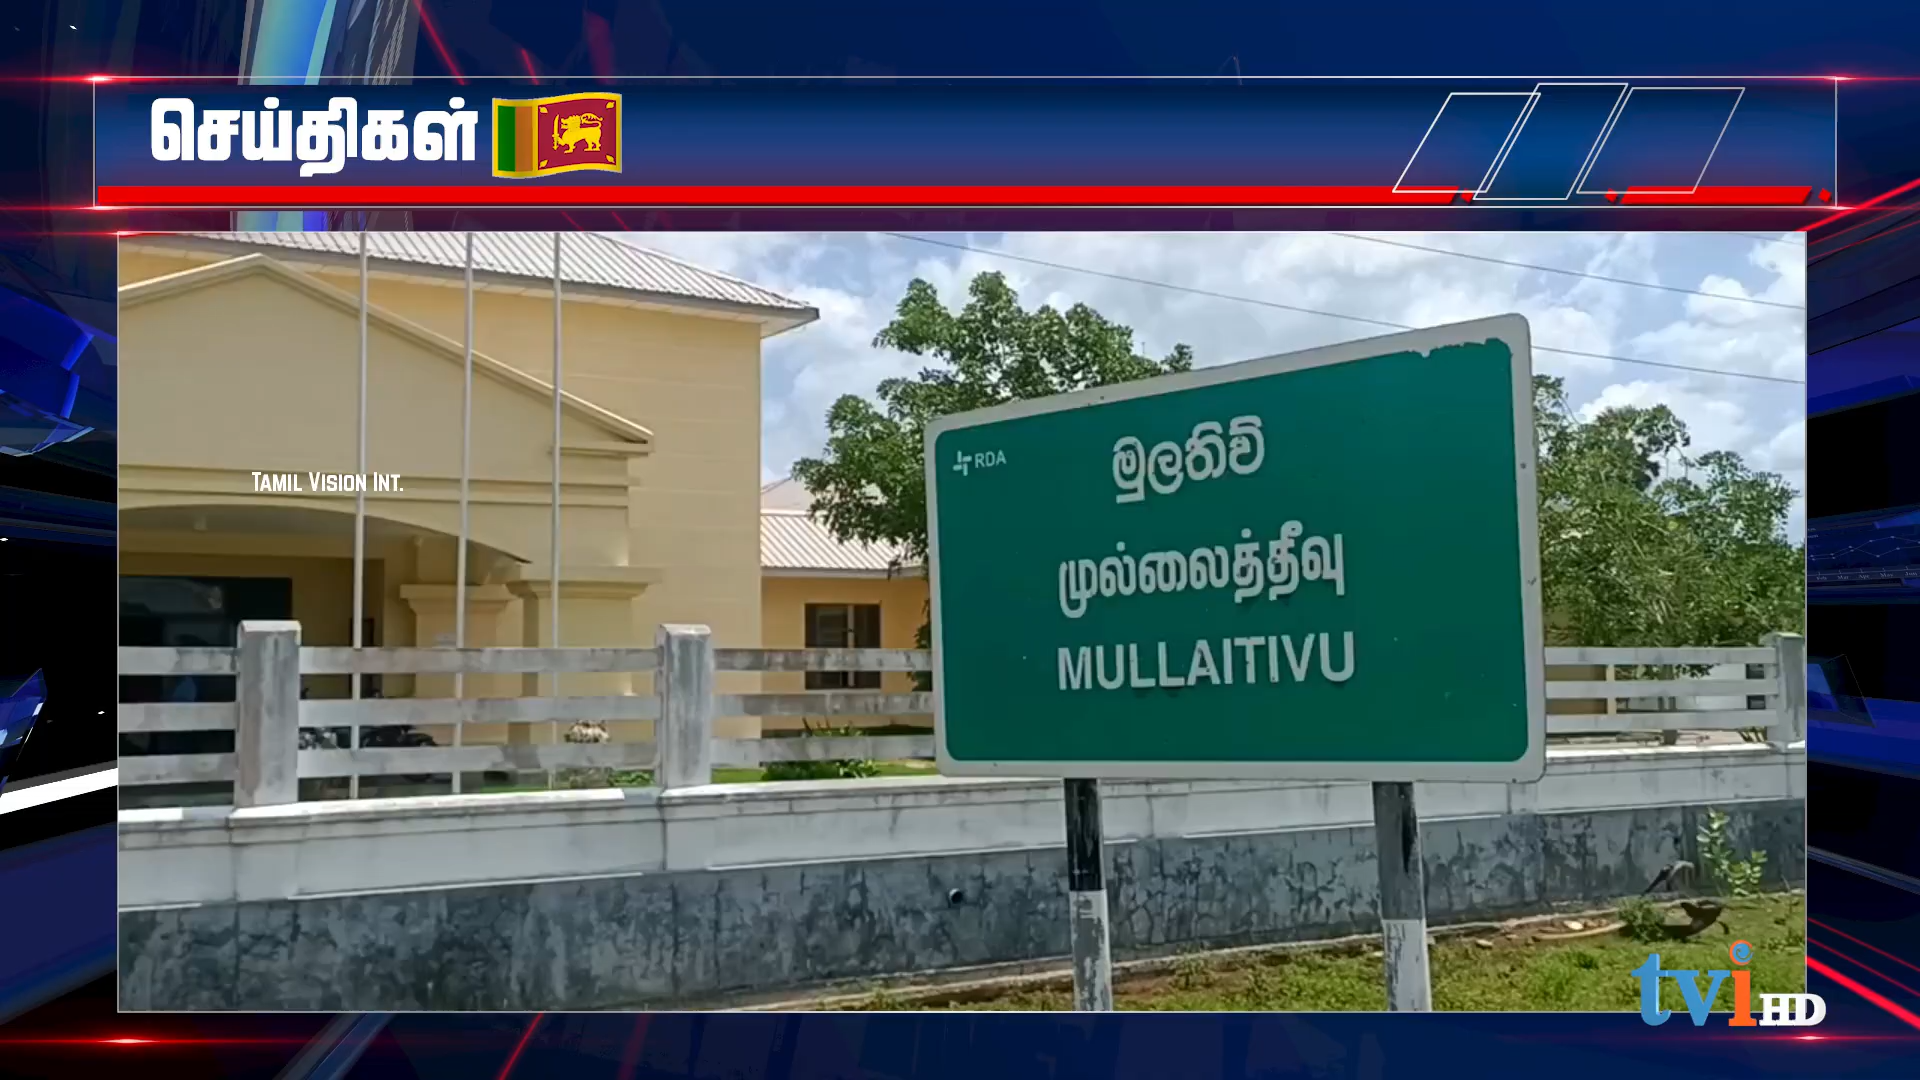 செய்திகள்
TAMIL VISION INT.
RDA
මුලතිව්
முல்லைத்தீவு
MULLAITIVU
tvi HD